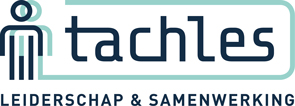 tachles
LEIDERSCHAP & SAMENWERKING